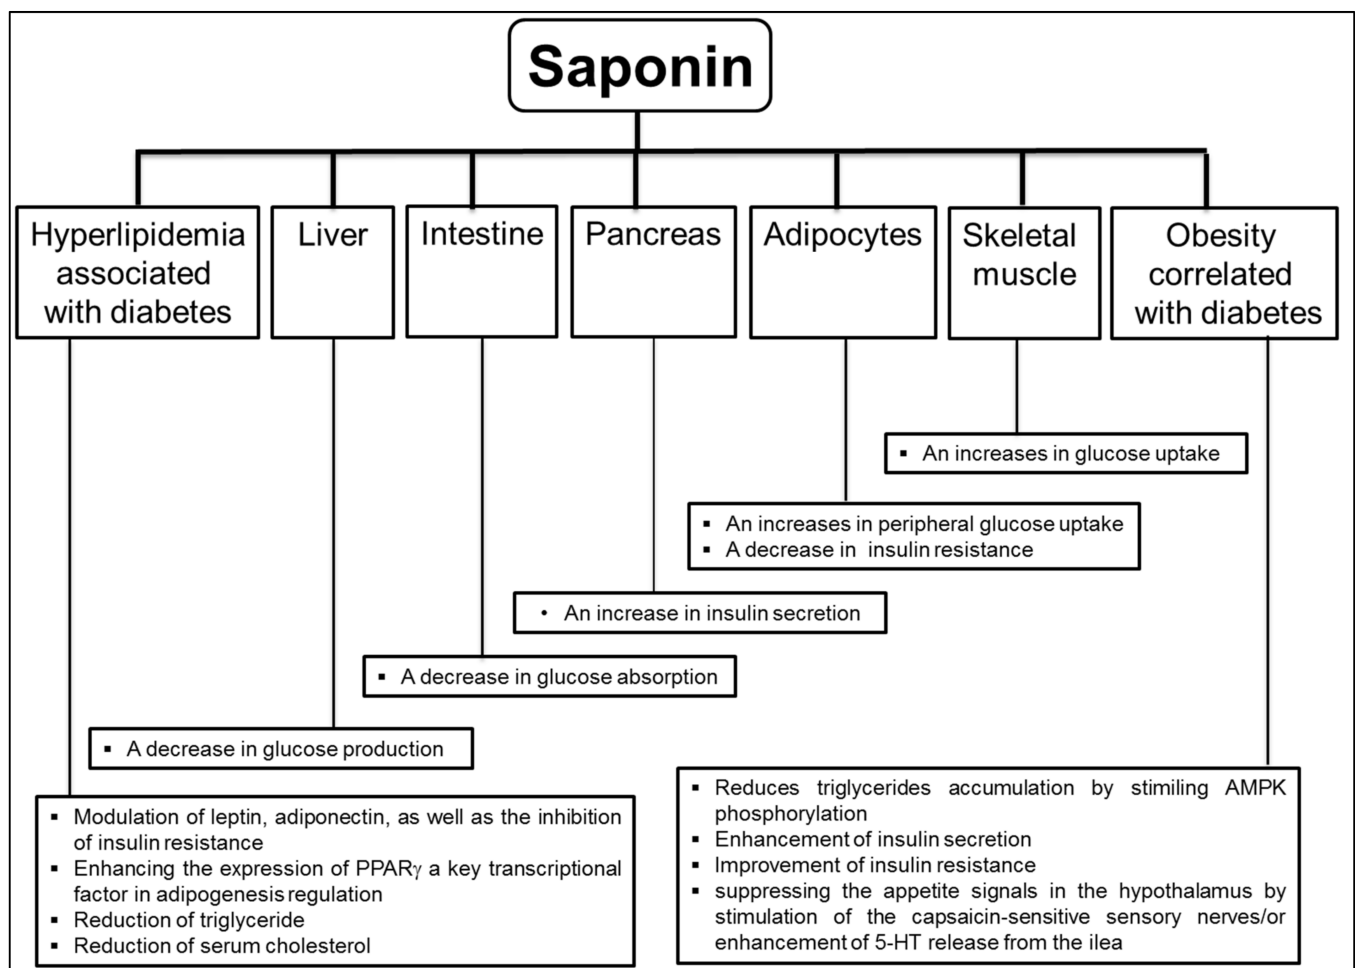 Saponin
Hyperlipidemia
associated
with diabetes
Liver
Intestine
Pancreas
Adipocytes
Skeletal
muscle
Obesity
correlated
with diabetes
▪ An increases in glucose uptake
▪ An increases in peripheral glucose uptake
▪ A decrease in insulin resistance
• An increase in insulin secretion
▪ A decrease in glucose absorption
▪ A decrease in glucose production
▪ Modulation of leptin, adiponectin, as well as the inhibition
of insulin resistance
▪ Enhancing the expression of PPARγ a key transcriptional
factor in adipogenesis regulation
▪ Reduction of triglyceride
▪ Reduction of serum cholesterol
▪ Reduces triglycerides accumulation by stimiling AMPK
phosphorylation
▪ Enhancement of insulin secretion
▪ Improvement of insulin resistance
▪ suppressing the appetite signals in the hypothalamus by
stimulation of the capsaicin-sensitive sensory nerves/or
enhancement of 5-HT release from the ilea